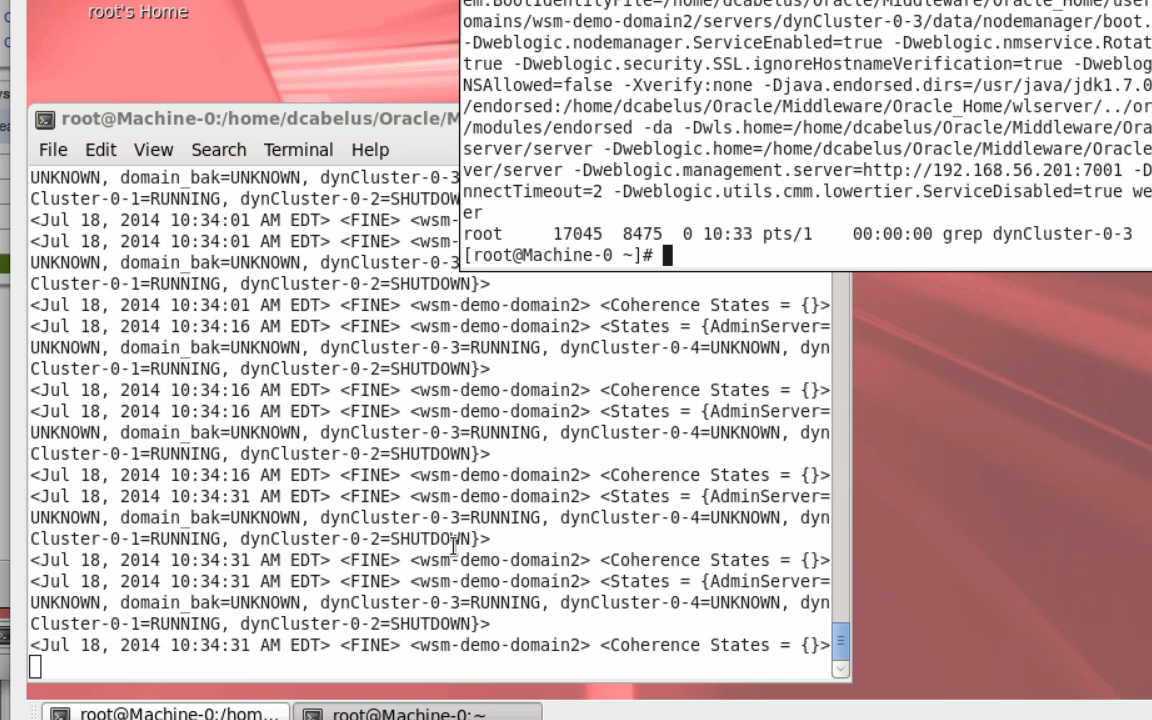 root's Home
em.BootIdentityFile=/home/dcabelus/Oracle/Middleware/Oracle_Home/user
omains/wsm-demo-domain2/servers/dynCluster-0-3/data/nodemanager/boot.
-Dweblogic.nodemanager.ServiceEnabled=true -Dweblogic.nmservice.Rotat
true -Dweblogic.security.SSL.ignoreHostnameVerification=true -Dweblog
NSAllowed=false -Xverify:none -Djava.endorsed.dirs=/usr/java/jdk1.7.0
/endorsed:/home/dcabelus/Oracle/Middleware/Oracle_Home/wlserver/../or
/modules/endorsed -da -Dwls.home=/home/dcabelus/Oracle/Middleware/Ora
server/server -Dweblogic.home=/home/dcabelus/Oracle/Middleware/Oracle
ver/server -Dweblogic.management.server=http://192.168.56.201:7001 -D
nnectTimeout=2 -Dweblogic.utils.cmm.lowertier.ServiceDisabled=true we
er
root     17045  8475  0 10:33 pts/1    00:00:00 grep dynCluster-0-3
[root@Machine-0 ~]#
root@Machine-0:/home/dcabelus/Oracle/M
File Edit View Search Terminal Help
UNKNOWN, domain_bak=UNKNOWN, dynCluster-0-3
Cluster-0-1=RUNNING, dynCluster-0-2=SHUTDOW
<Jul 18, 2014 10:34:01 AM EDT> <FINE> <wsm-
<Jul 18, 2014 10:34:01 AM EDT> <FINE> <wsm-
UNKNOWN, domain_bak=UNKNOWN, dynCluster-0-3
Cluster-0-1=RUNNING, dynCluster-0-2=SHUTDOWN}>
<Jul 18, 2014 10:34:01 AM EDT> <FINE> <wsm-demo-domain2> <Coherence States = {}>
<Jul 18, 2014 10:34:16 AM EDT> <FINE> <wsm-demo-domain2> <States = {AdminServer=
UNKNOWN, domain_bak=UNKNOWN, dynCluster-0-3=RUNNING, dynCluster-0-4=UNKNOWN, dyn
Cluster-0-1=RUNNING, dynCluster-0-2=SHUTDOWN}>
<Jul 18, 2014 10:34:16 AM EDT> <FINE> <wsm-demo-domain2> <Coherence States = {}>
<Jul 18, 2014 10:34:16 AM EDT> <FINE> <wsm-demo-domain2> <States = {AdminServer=
UNKNOWN, domain_bak=UNKNOWN, dynCluster-0-3=RUNNING, dynCluster-0-4=UNKNOWN, dyn
Cluster-0-1=RUNNING, dynCluster-0-2=SHUTDOWN}>
<Jul 18, 2014 10:34:16 AM EDT> <FINE> <wsm-demo-domain2> <Coherence States = {}>
<Jul 18, 2014 10:34:31 AM EDT> <FINE> <wsm-demo-domain2> <States = {AdminServer=
UNKNOWN, domain_bak=UNKNOWN, dynCluster-0-3=RUNNING, dynCluster-0-4=UNKNOWN, dyn
Cluster-0-1=RUNNING, dynCluster-0-2=SHUTDOWN}>
<Jul 18, 2014 10:34:31 AM EDT> <FINE> <wsm-demo-domain2> <Coherence States = {}>
<Jul 18, 2014 10:34:31 AM EDT> <FINE> <wsm-demo-domain2> <States = {AdminServer=
UNKNOWN, domain_bak=UNKNOWN, dynCluster-0-3=RUNNING, dynCluster-0-4=UNKNOWN, dyn
Cluster-0-1=RUNNING, dynCluster-0-2=SHUTDOWN}>
<Jul 18, 2014 10:34:31 AM EDT> <FINE> <wsm-demo-domain2> <Coherence States = {}>
root@Machine-0:/hom...
root@Machine-0:~